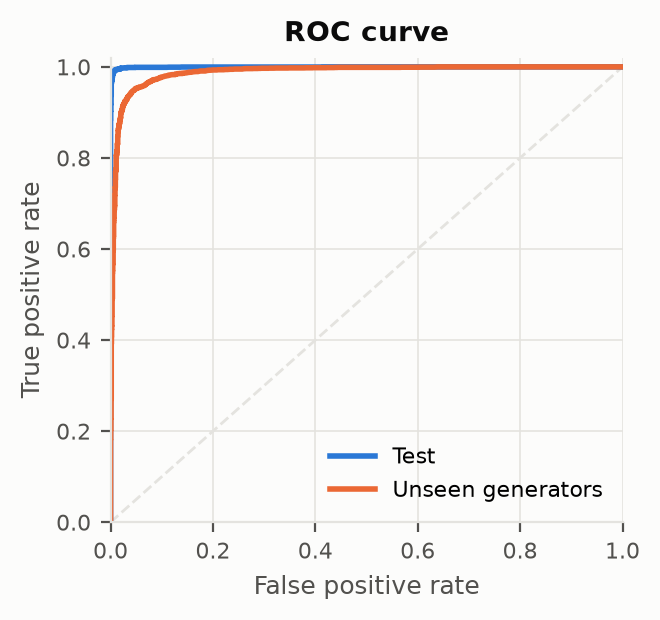 ROC curve
1.0
0.8
0.6
0.4
0.2
0.0
True positive rate
Test
Unseen generators
0.0 0.2 0.4 0.6 0.8 1.0
False positive rate